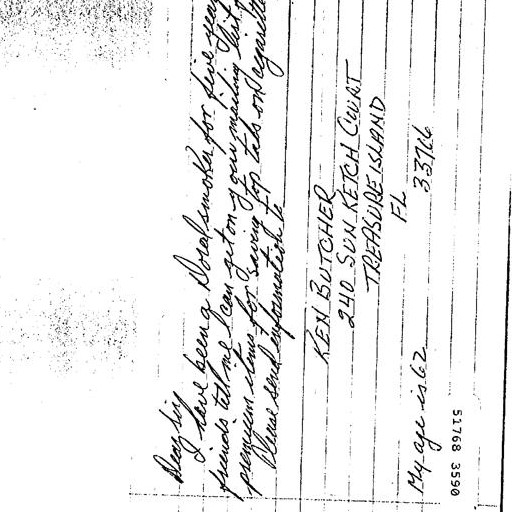 Dear Sir
I have been a Doral smoker for five years
friends tell me I can get on your mailing list
premium items for saving top tabs on
Please send information to
KEN BUTCHER
240 SUN KETCH COURT
TREASURE ISLAND
FL 33706
My age is 62
51768 3590